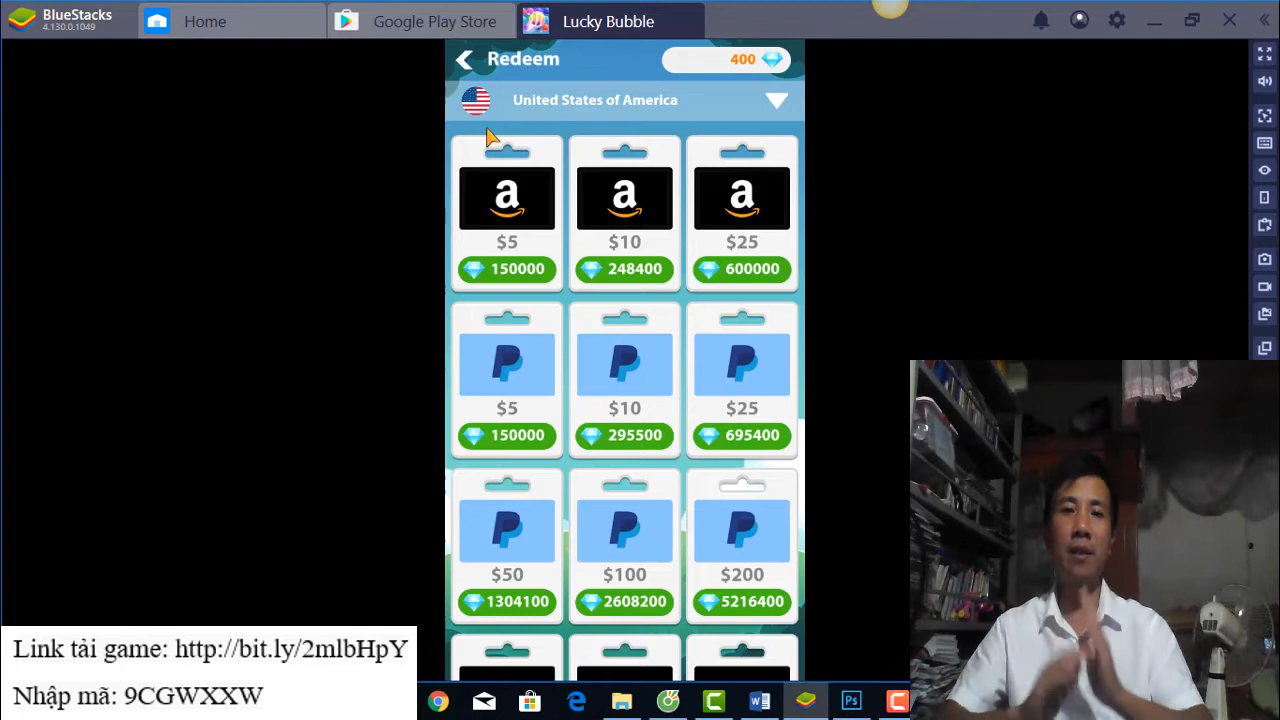 BlueStacks
4.130.0.1049
Home
Google Play Store
Lucky Bubble
Redeem
400
United States of America
a
a
a
$5
$10
$25
150000
248400
600000
$5
$10
$25
150000
295500
695400
$50
$100
$200
1304100
2608200
5216400
Link tải game: http://bit.ly/2mlbHpY
Nhập mã: 9CGWXXW